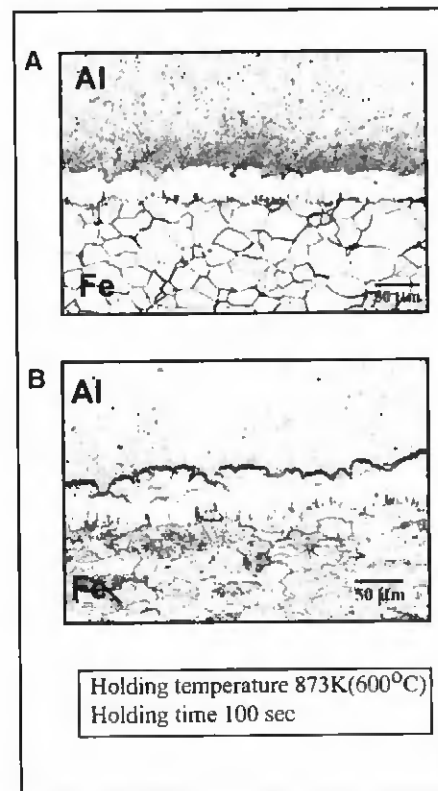 A
Al
Fe
50 µm
B
Al
Fe
50 µm
Holding temperature 873K(600°C)
Holding time 100 sec